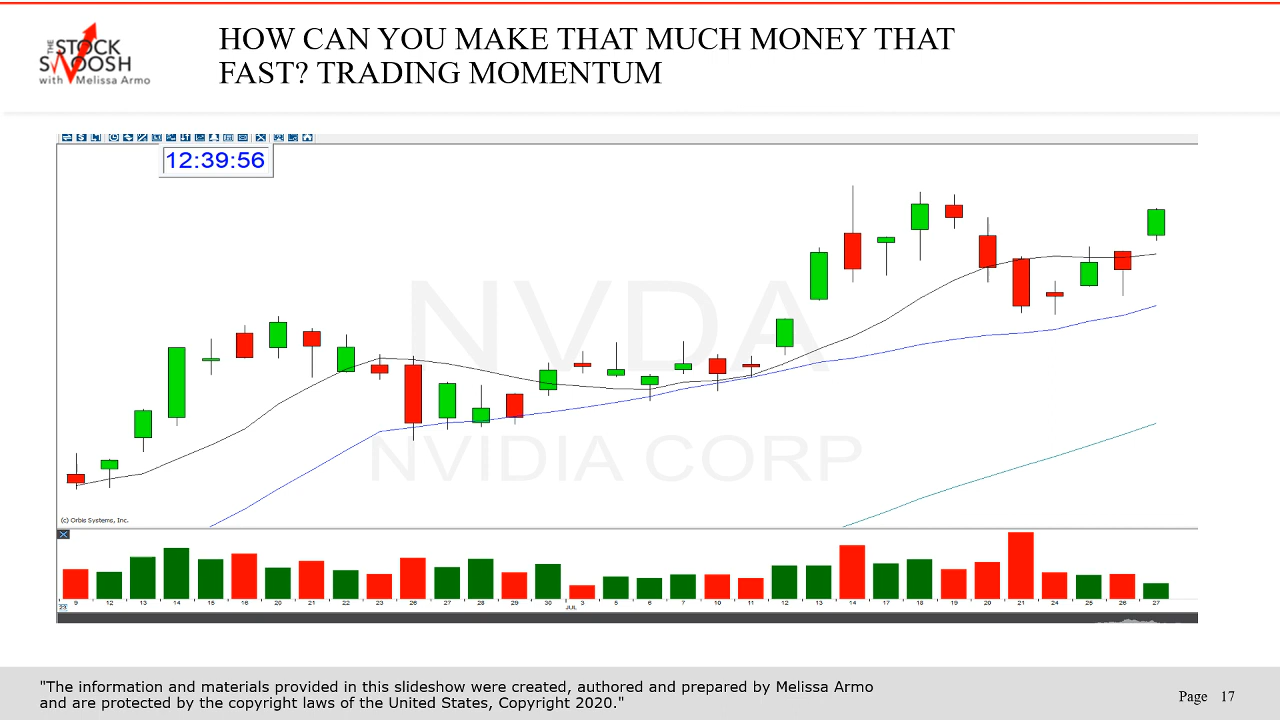 THE
STOCK
SWOOSH
with Melissa Armo
HOW CAN YOU MAKE THAT MUCH MONEY THAT
FAST? TRADING MOMENTUM
12:39:56
NVDA
NVIDIA CORP
(c) Orbis Systems, Inc.
9 12 13 14 15 16 20 21 22 23 26 27 28 29 30 3 5 6 7 10 11 12 13 14 17 18 19 20 21 24 25 26 27
JUL
"The information and materials provided in this slideshow were created, authored and prepared by Melissa Armo
and are protected by the copyright laws of the United States, Copyright 2020."
Page 17